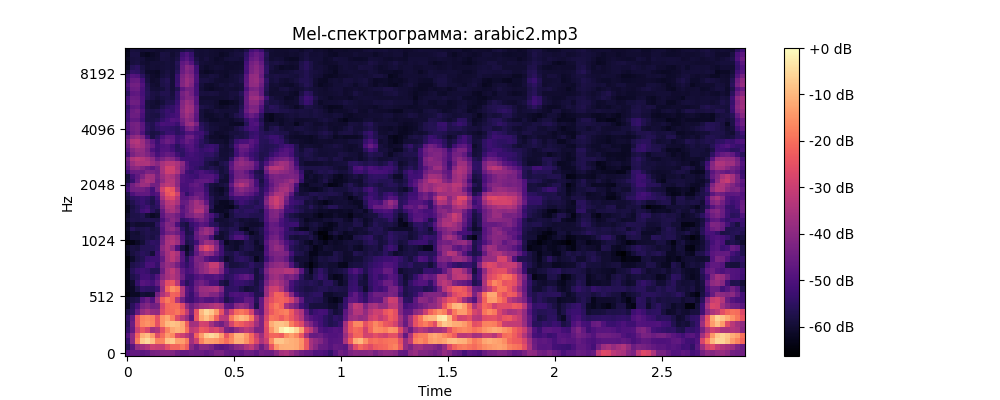 Mel-спектрограмма: arabic2.mp3
8192
4096
2048
1024
512
0
Hz
0
0.5
1
1.5
2
2.5
Time
+0 dB
-10 dB
-20 dB
-30 dB
-40 dB
-50 dB
-60 dB